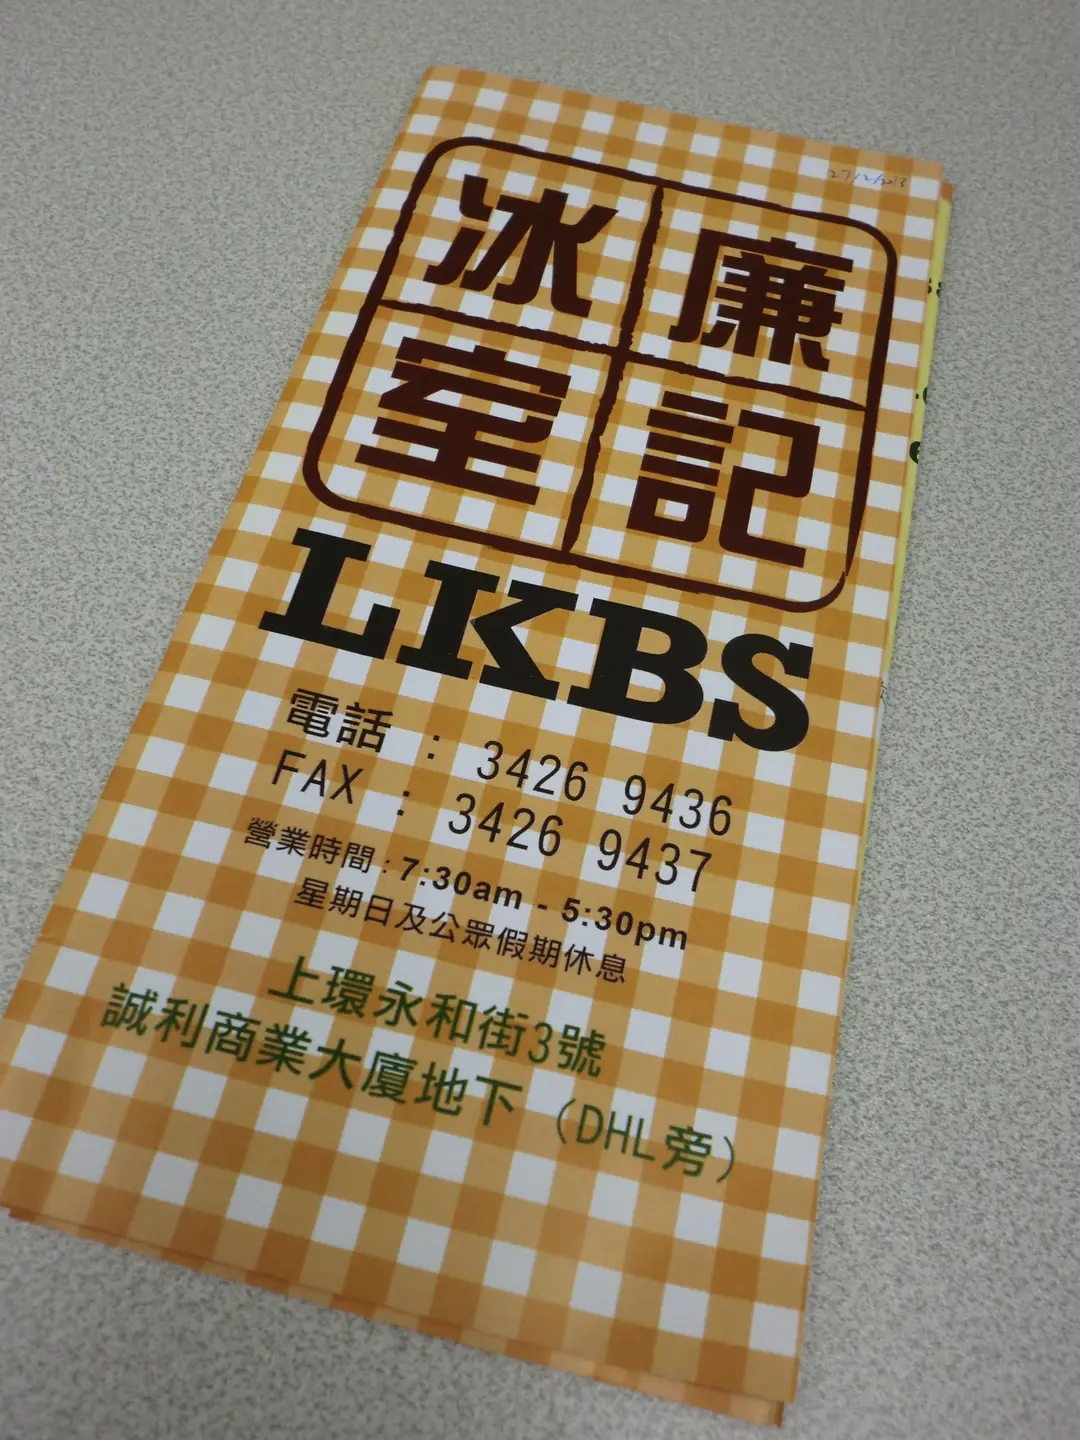 廉記
冰室
LKBS
電話 : 3426 9436
FAX : 3426 9437
營業時間 : 7:30am - 5:30pm
星期日及公眾假期休息
上環永和街3號
誠利商業大廈地下 (DHL旁)